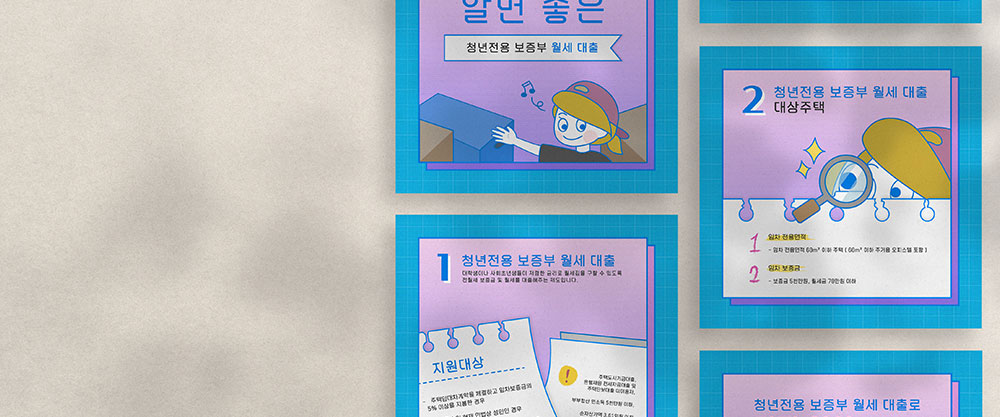 알면 좋은
청년전용 보증부 월세 대출
1 청년전용 보증부 월세 대출
대학생이나 사회초년생들이 저렴한 금리로 월세집을 구할 수 있도록
전월세 보증금 및 월세를 대출해주는 제도입니다.
지원대상
- 주택임대차계약을 체결하고 임차보증금의
5% 이상을 지불한 경우
현재 민법상 성인인 경우
!
주택도시기금대출,
은행재원 전세자금대출 및
주택담보대출 미이용자,
부부합산 연소득 5천만원 이하,
순자산가액 3.61억원 이하
2 청년전용 보증부 월세 대출
대상주택
1 임차 전용면적
- 임차 전용면적 60m² 이하 주택 ( 60m² 이하 주거용 오피스텔 포함 )
2 임차 보증금
- 보증금 5천만원, 월세금 70만원 이하
청년전용 보증부 월세 대출로